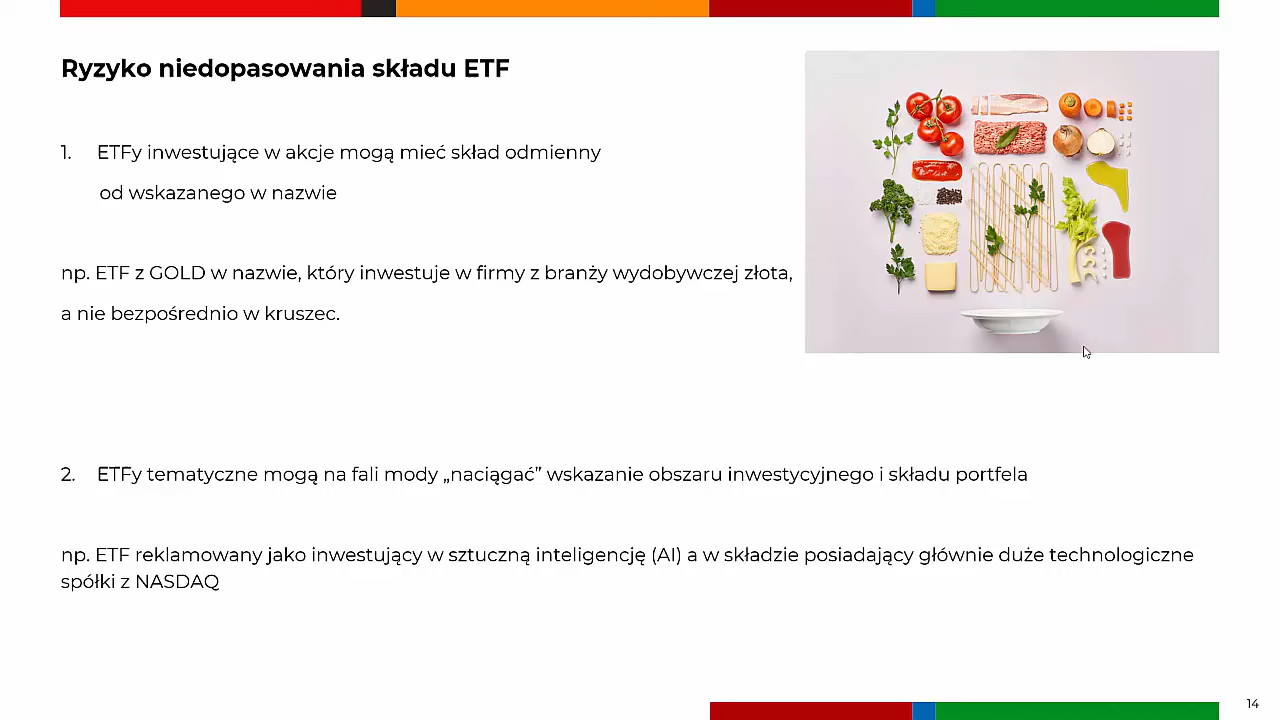 Ryzyko niedopasowania składu ETF
1. ETFy inwestujące w akcje mogą mieć skład odmienny
od wskazanego w nazwie
np. ETF z GOLD w nazwie, który inwestuje w firmy z branży wydobywczej złota,
a nie bezpośrednio w kruszec.
2. ETFy tematyczne mogą na fali mody „naciągać” wskazanie obszaru inwestycyjnego i składu portfela
np. ETF reklamowany jako inwestujący w sztuczną inteligencję (AI) a w składzie posiadający głównie duże technologiczne
spółki z NASDAQ
14